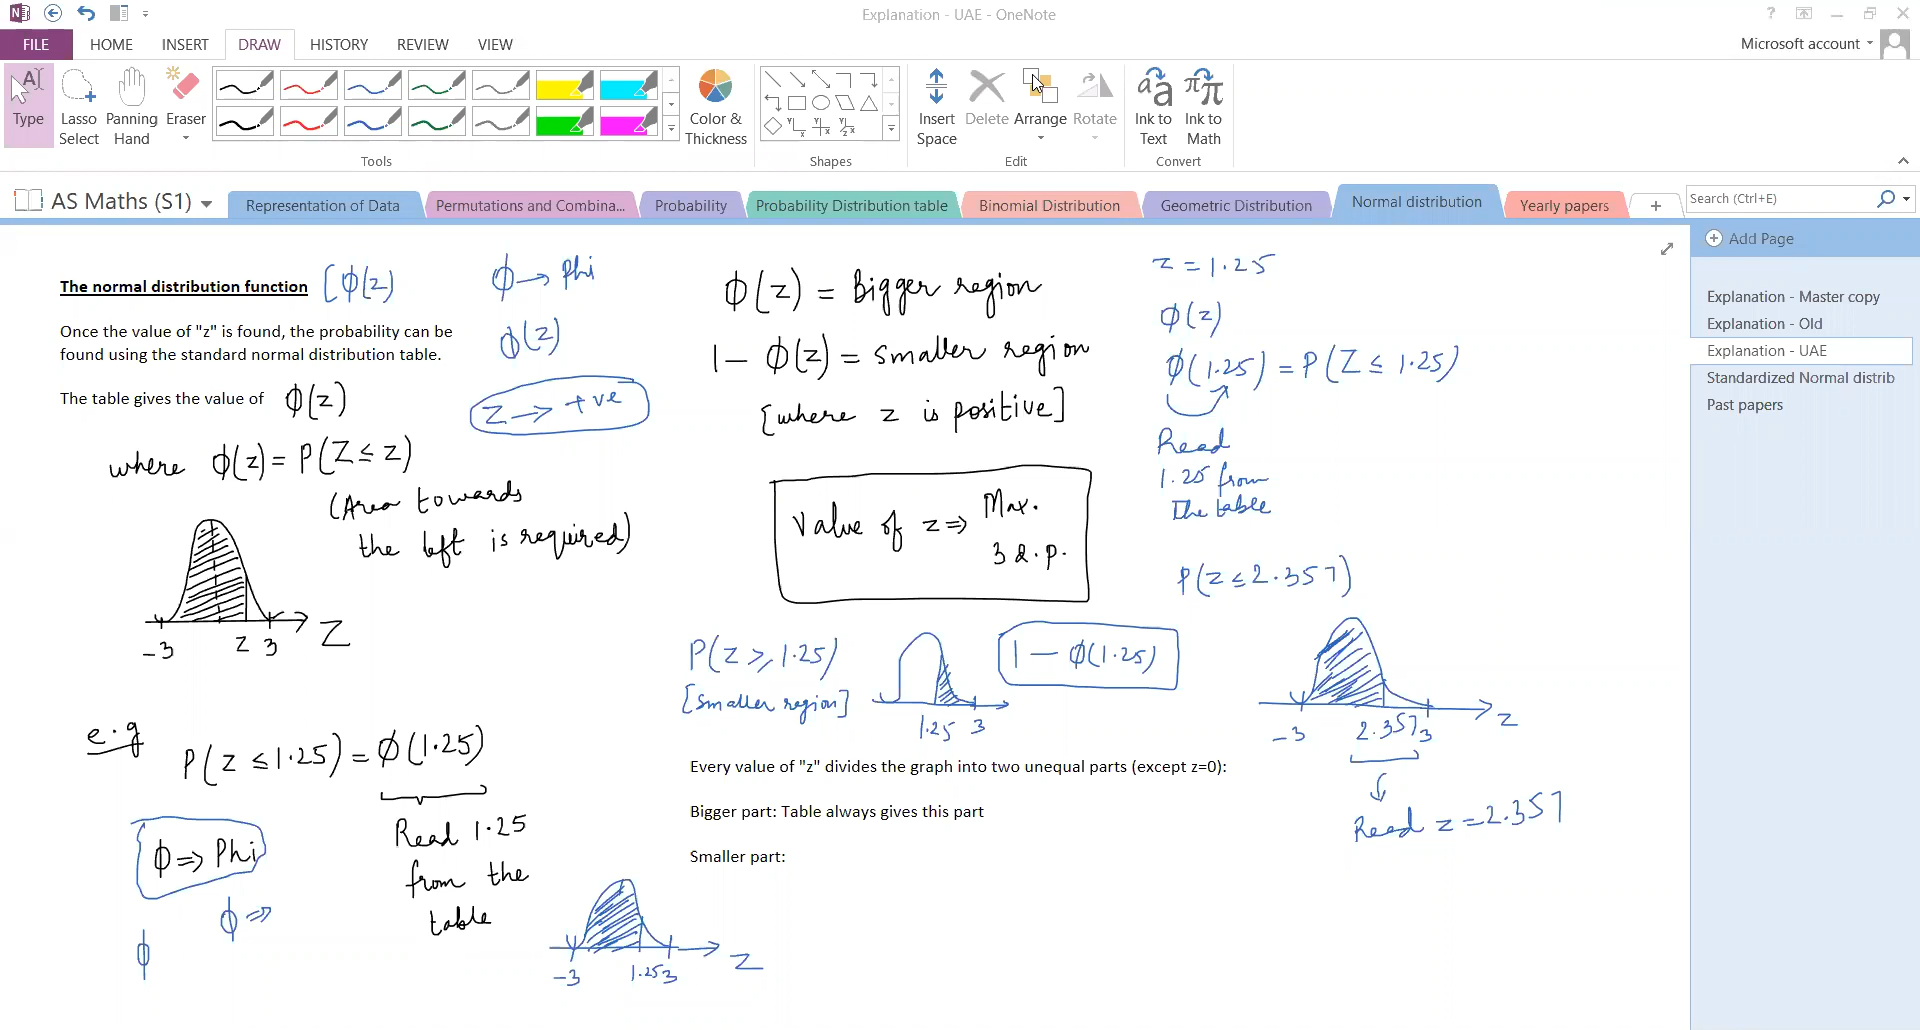 Explanation - UAE - OneNote
?
FILE HOME INSERT DRAW HISTORY REVIEW VIEW
Microsoft account
Type
Lasso Select
Panning Hand
Eraser
Color & Thickness
Insert Space
Delete
Arrange
Rotate
Ink to Text
Ink to Math
Tools
Shapes
Edit
Convert
AS Maths (S1)
Representation of Data
Permutations and Combina...
Probability
Probability Distribution table
Binomial Distribution
Geometric Distribution
Normal distribution
Yearly papers
+
Search (Ctrl+E)
Add Page
Explanation - Master copy
Explanation - Old
Explanation - UAE
Standardized Normal distrib
Past papers
The normal distribution function [ϕ(z)
Once the value of "z" is found, the probability can be
found using the standard normal distribution table.
The table gives the value of ϕ(z)
where ϕ(z) = P(Z ≤ z)
(Area towards
the left is required)
-3 z 3 Z
e.g
P(Z ≤ 1.25) = ϕ(1.25)
Read 1.25
from the
table
ϕ ⇒ Phi
ϕ ⇒
ϕ
ϕ → Phi
ϕ(z)
z → +ve
-3 1.25 3 Z
ϕ(z) = Bigger region
1 - ϕ(z) = smaller region
[where z is positive]
Value of z ⇒ Max.
3 d.p.
P(Z ≥ 1.25)
[Smaller region]
1.25 3
1 - ϕ(1.25)
Every value of "z" divides the graph into two unequal parts (except z=0):
Bigger part: Table always gives this part
Smaller part:
z = 1.25
ϕ(z)
ϕ(1.25) = P(Z ≤ 1.25)
Read
1.25 from
the table
P(Z ≤ 2.357)
-3 2.357 3 Z
Read z = 2.357